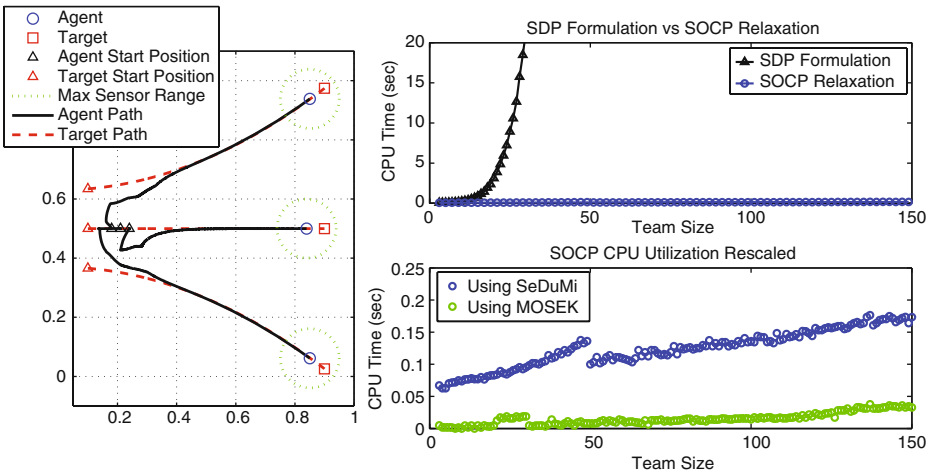 Agent
Target
Agent Start Position
Target Start Position
Max Sensor Range
Agent Path
Target Path
0.6
0.4
0.2
0
0.2
0.4
0.6
0.8
1
SDP Formulation vs SOCP Relaxation
CPU Time (sec)
20
15
10
5
0
0
50
100
150
Team Size
SDP Formulation
SOCP Relaxation
SOCP CPU Utilization Rescaled
CPU Time (sec)
0.25
0.2
0.15
0.1
0.05
0
0
50
100
150
Team Size
Using SeDuMi
Using MOSEK